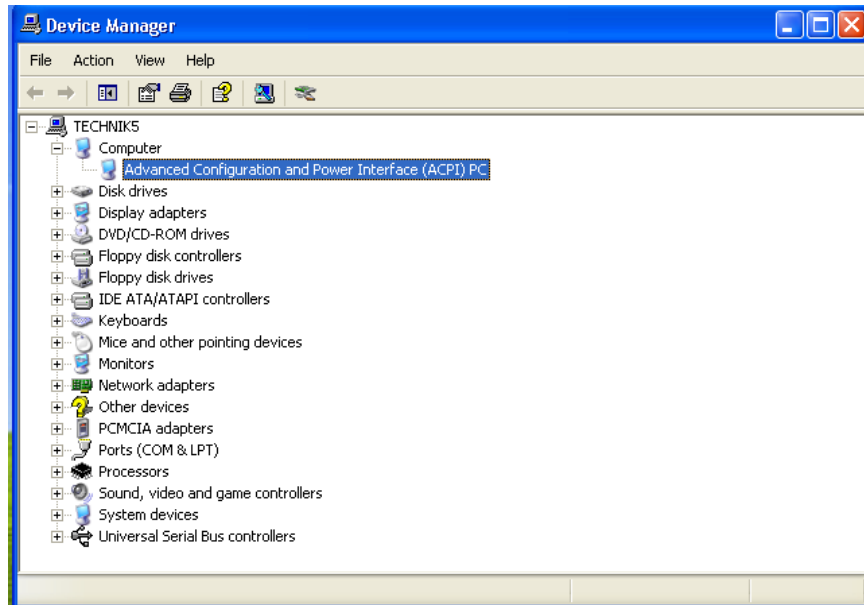 Device Manager
File Action View Help
TECHNIK5
Computer
Advanced Configuration and Power Interface (ACPI) PC
Disk drives
Display adapters
DVD/CD-ROM drives
Floppy disk controllers
Floppy disk drives
IDE ATA/ATAPI controllers
Keyboards
Mice and other pointing devices
Monitors
Network adapters
Other devices
PCMCIA adapters
Ports (COM & LPT)
Processors
Sound, video and game controllers
System devices
Universal Serial Bus controllers